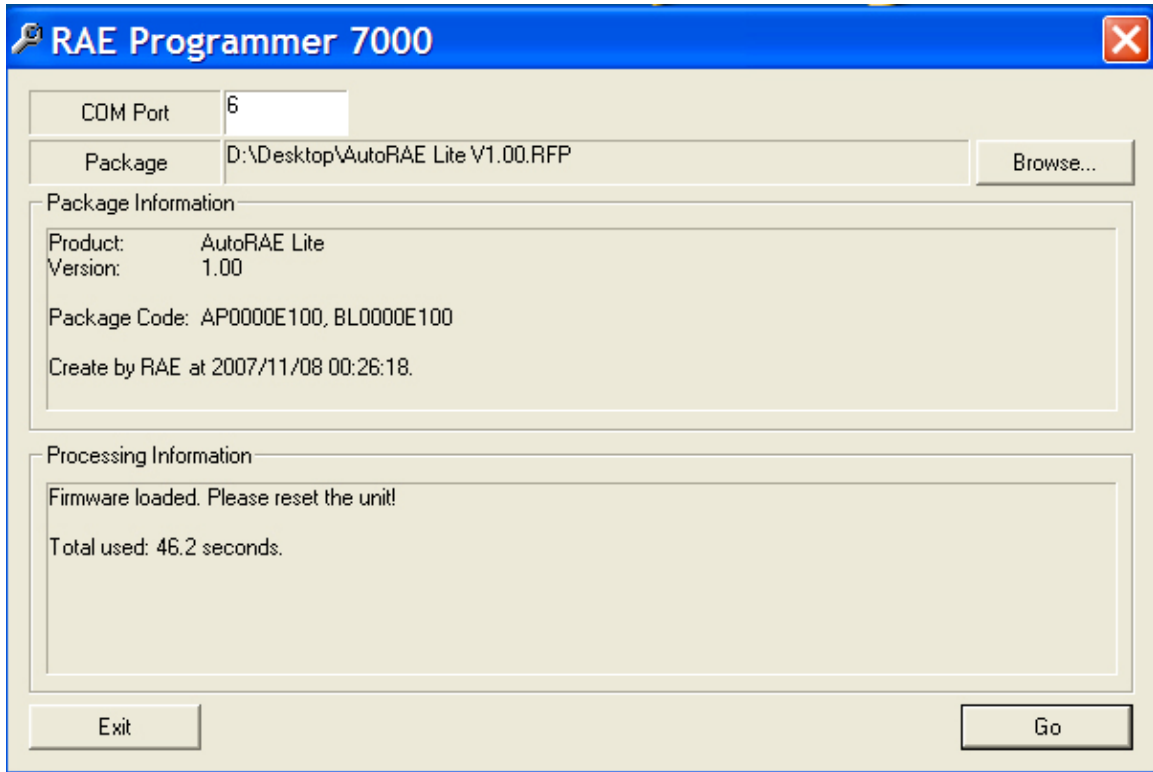 RAE Programmer 7000
COM Port 6
Package D:\Desktop\AutoRAE Lite V1.00.RFP Browse...
Package Information
Product: AutoRAE Lite
Version: 1.00
Package Code: AP0000E100, BL0000E100
Create by RAE at 2007/11/08 00:26:18.
Processing Information
Firmware loaded. Please reset the unit!
Total used: 46.2 seconds.
Exit Go